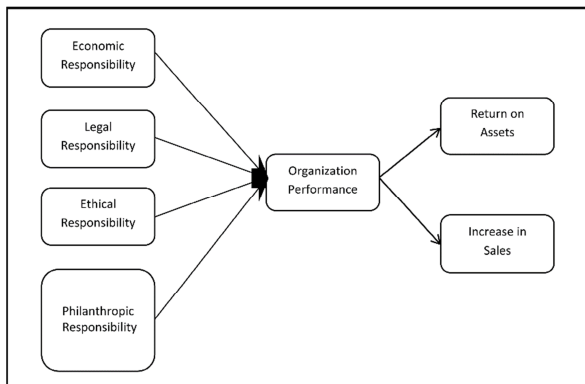 Economic
Responsibility
Legal
Responsibility
Ethical
Responsibility
Philanthropic
Responsibility
Organization
Performance
Return on
Assets
Increase in
Sales